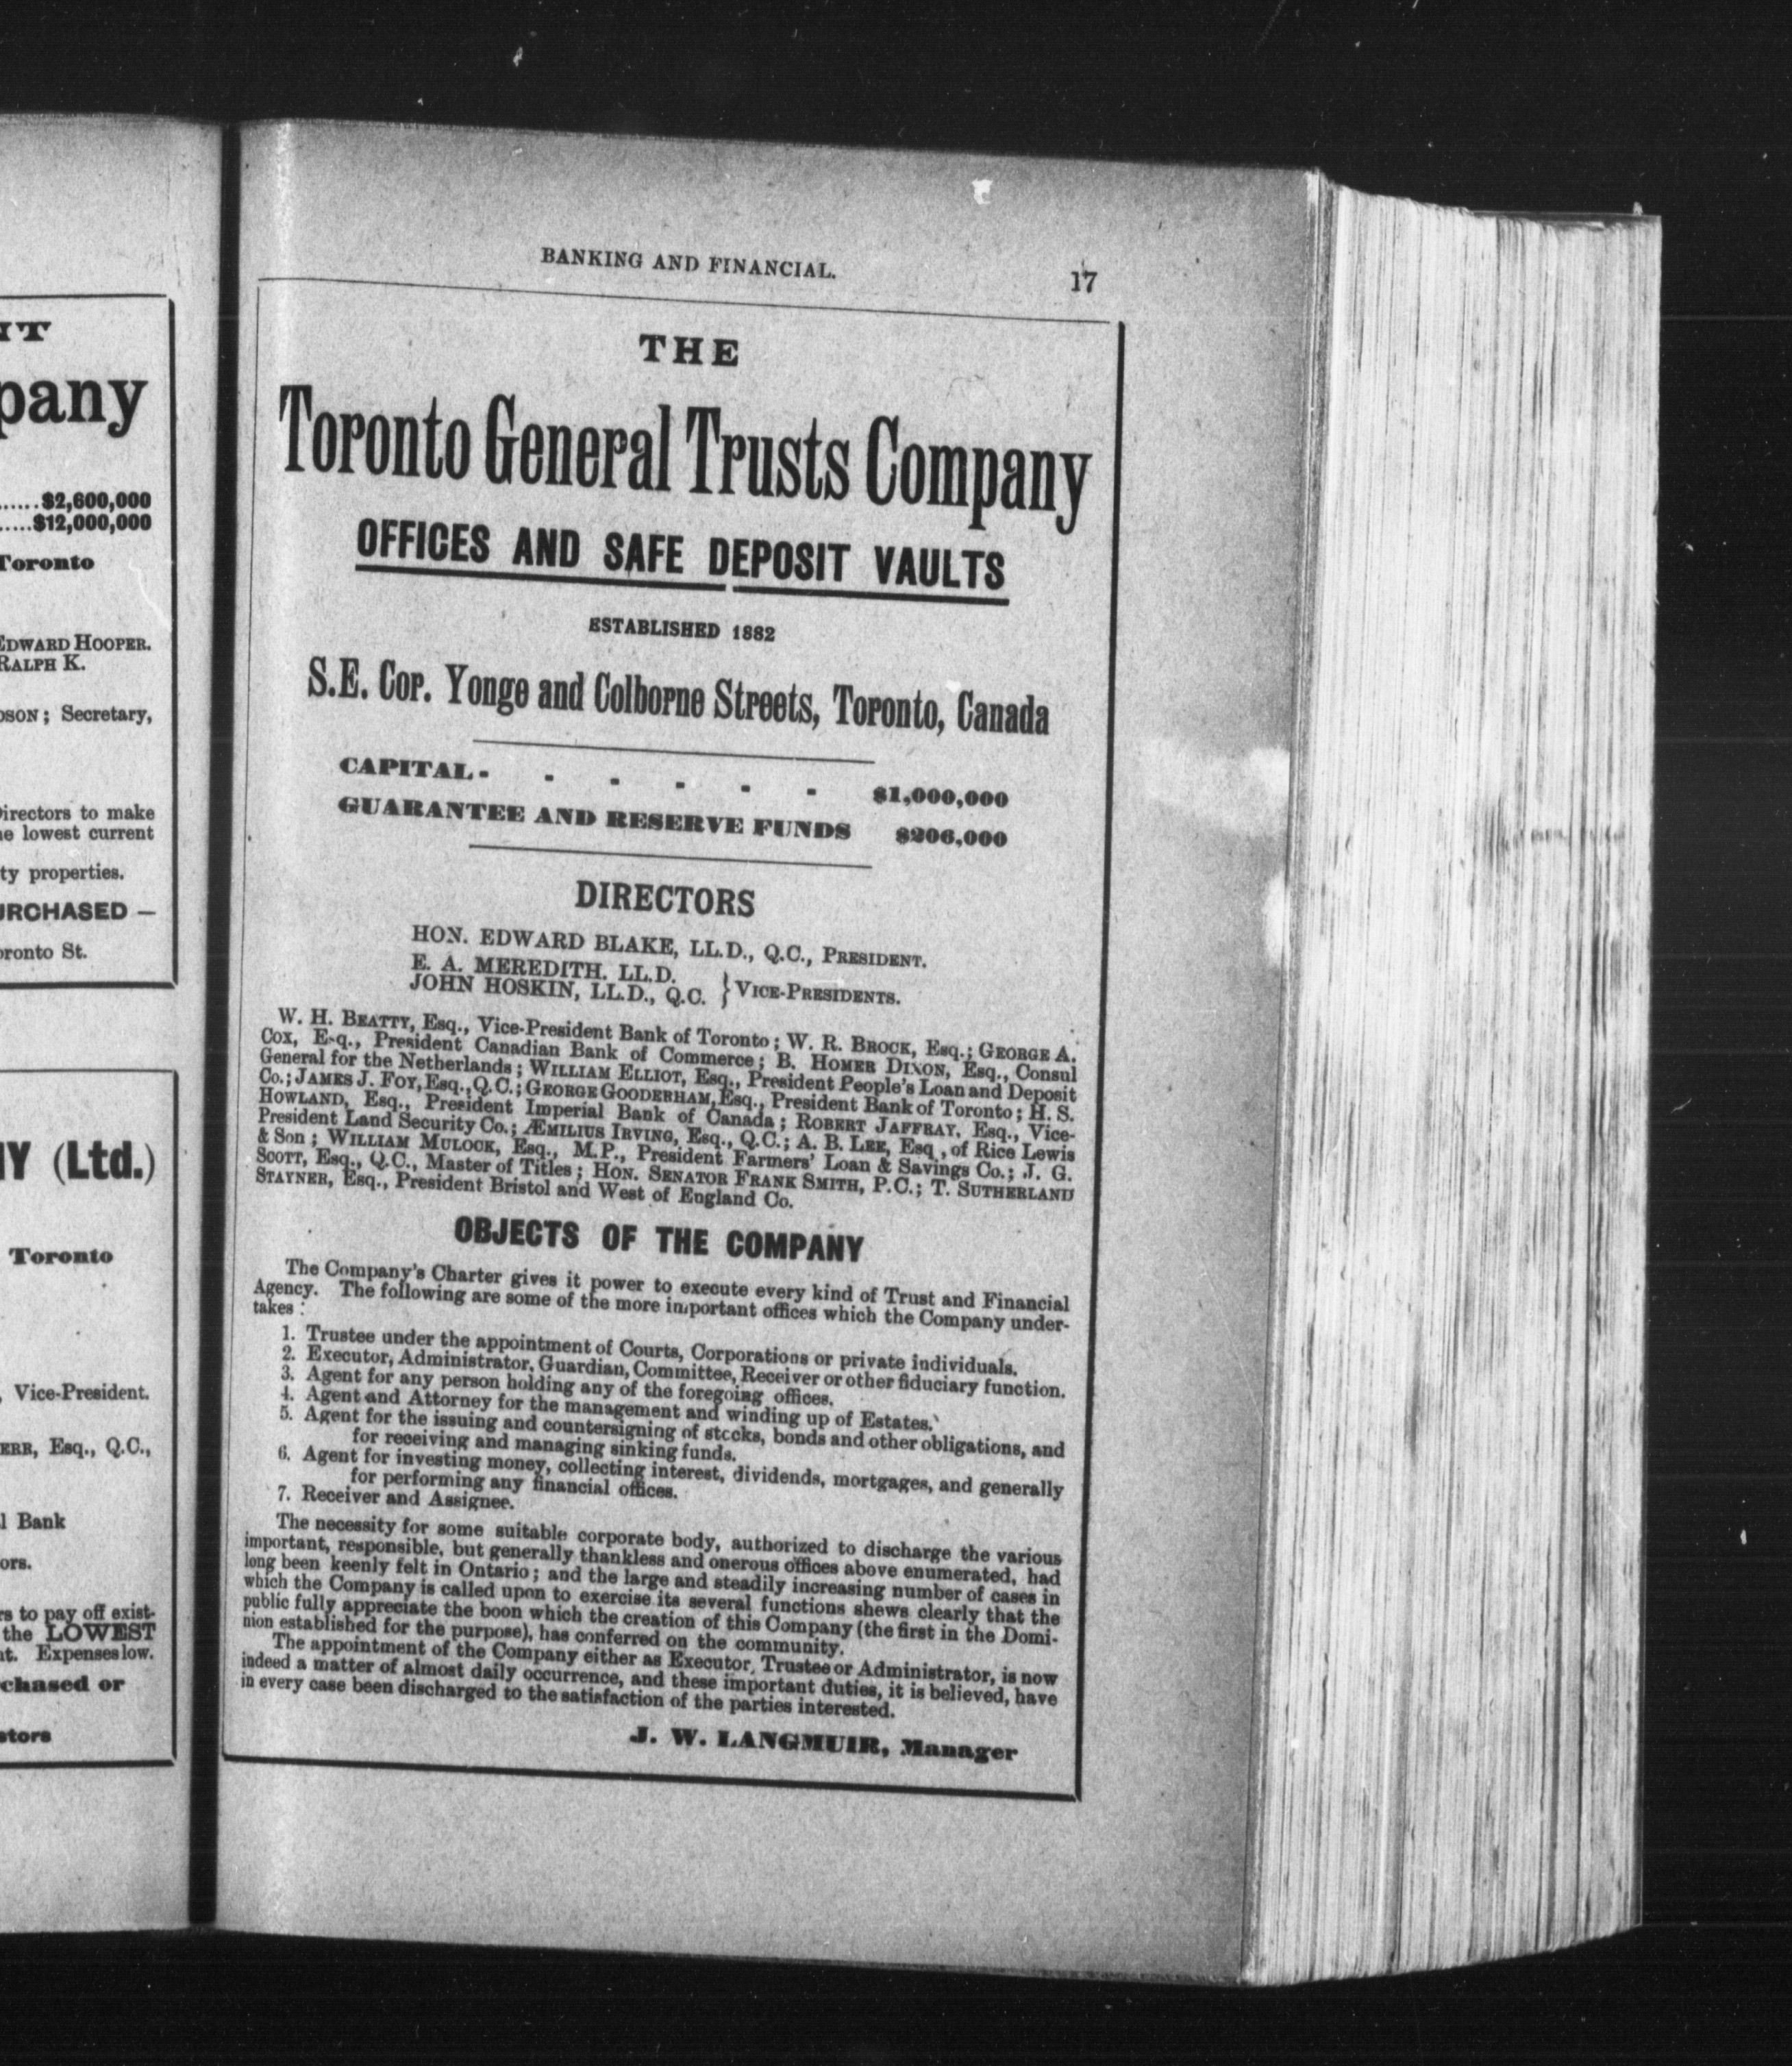 IT
pany
......$2,600,000
.....$12,000,000
Toronto
EDWARD HOOPER.
RALPH K.
; Secretary,
Directors to make
lowest current
properties.
PURCHASED —
St.
(Ltd.)
Toronto
, Vice-President.
Esq., Q.C.,
Bank
to pay off exist-
the LOWEST
Expenses low.
or
BANKING AND FINANCIAL.
17
THE
Toronto General Trusts Company
OFFICES AND SAFE DEPOSIT VAULTS
ESTABLISHED 1882
S.E. Cor. Yonge and Colborne Streets, Toronto, Canada
CAPITAL - - - - - - $1,000,000
GUARANTEE AND RESERVE FUNDS $206,000
DIRECTORS
HON. EDWARD BLAKE, LL.D., Q.C., PRESIDENT.
E. A. MEREDITH. LL.D.
JOHN HOSKIN, LL.D., Q.C. } VICE-PRESIDENTS.
W. H. BEATTY, Esq., Vice-President Bank of Toronto; W. R. BROCK, Esq.; GEORGE A.
COX, Esq., President Canadian Bank of Commerce; B. HOMER DIXON, Esq., Consul
General for the Netherlands; WILLIAM ELLIOT, Esq., President People's Loan and Deposit
Co.; JAMES J. FOY, Esq., Q.C.; GEORGE GOODERHAM, Esq., President Bank of Toronto; H. S.
HOWLAND, Esq., President Imperial Bank of Canada; ROBERT JAFFRAY, Esq., Vice-
President Land Security Co.; ÆMILIUS IRVING, Esq., Q.C.; A. B. LEE, Esq., of Rice Lewis
& Son; WILLIAM MULOCK, Esq., M.P., President Farmers' Loan & Savings Co.; J. G.
SCOTT, Esq., Q.C., Master of Titles; HON. SENATOR FRANK SMITH, P.C.; T. SUTHERLAND
STAYNER, Esq., President Bristol and West of England Co.
OBJECTS OF THE COMPANY
The Company's Charter gives it power to execute every kind of Trust and Financial
Agency. The following are some of the more important offices which the Company under-
takes:
1. Trustee under the appointment of Courts, Corporations or private individuals.
2. Executor, Administrator, Guardian, Committee, Receiver or other fiduciary function.
3. Agent for any person holding any of the foregoing offices.
4. Agent and Attorney for the management and winding up of Estates.
5. Agent for the issuing and countersigning of stocks, bonds and other obligations, and
for receiving and managing sinking funds.
6. Agent for investing money, collecting interest, dividends, mortgages, and generally
for performing any financial offices.
7. Receiver and Assignee.
The necessity for some suitable corporate body, authorized to discharge the various
important, responsible, but generally thankless and onerous offices above enumerated, had
long been keenly felt in Ontario; and the large and steadily increasing number of cases in
which the Company is called upon to exercise its several functions shews clearly that the
public fully appreciate the boon which the creation of this Company (the first in the Domi-
nion established for the purpose), has conferred on the community.
The appointment of the Company either as Executor, Trustee or Administrator, is now
indeed a matter of almost daily occurrence, and these important duties, it is believed, have
in every case been discharged to the satisfaction of the parties interested.
J. W. LANGMUIR, Manager